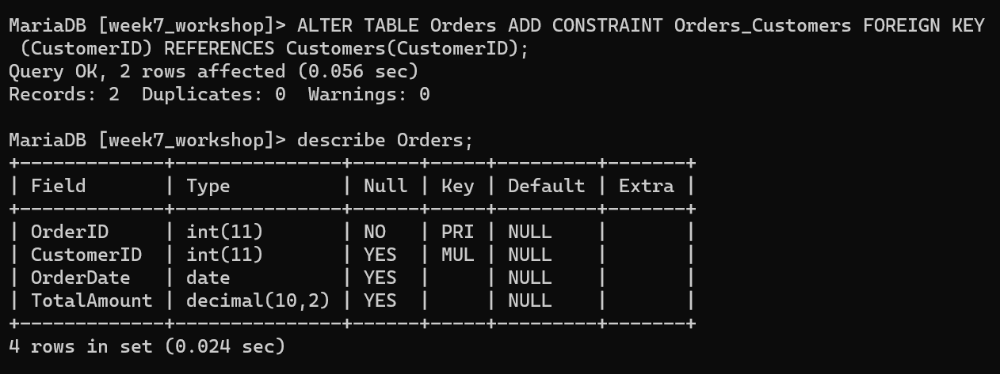 MariaDB [week7_workshop]> ALTER TABLE Orders ADD CONSTRAINT Orders_Customers FOREIGN KEY
 (CustomerID) REFERENCES Customers(CustomerID);
Query OK, 2 rows affected (0.056 sec)
Records: 2  Duplicates: 0  Warnings: 0

MariaDB [week7_workshop]> describe Orders;
+-------------+---------------+------+-----+---------+-------+
| Field       | Type          | Null | Key | Default | Extra |
+-------------+---------------+------+-----+---------+-------+
| OrderID     | int(11)       | NO   | PRI | NULL    |       |
| CustomerID  | int(11)       | YES  | MUL | NULL    |       |
| OrderDate   | date          | YES  |     | NULL    |       |
| TotalAmount | decimal(10,2) | YES  |     | NULL    |       |
+-------------+---------------+------+-----+---------+-------+
4 rows in set (0.024 sec)